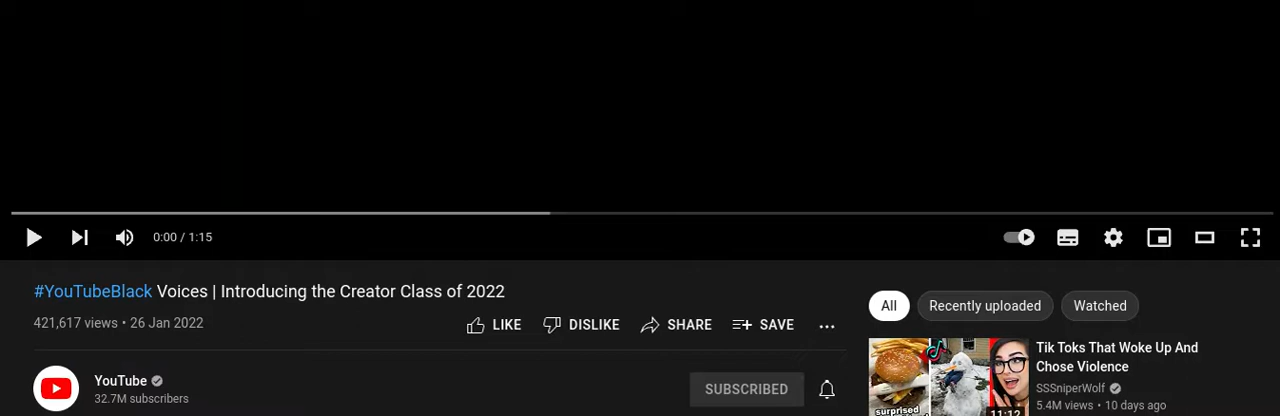 0:00 / 1:15
#YouTubeBlack Voices | Introducing the Creator Class of 2022
421,617 views • 26 Jan 2022
LIKE
DISLIKE
SHARE
SAVE
YouTube
32.7M subscribers
SUBSCRIBED
All
Recently uploaded
Watched
surprised
11:12
Tik Toks That Woke Up And
Chose Violence
SSSniperWolf
5.4M views • 10 days ago